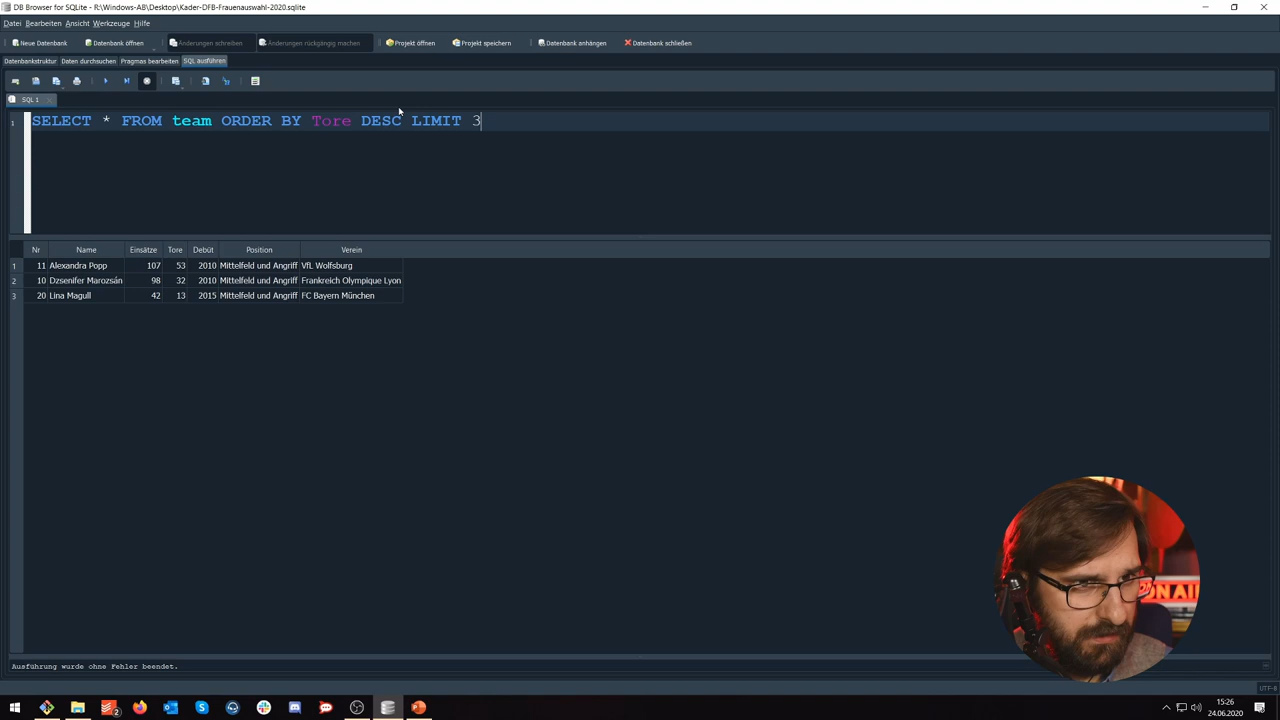 DB Browser for SQLite - R:\Windows-AB\Desktop\Kader-DFB-Frauenauswahl-2020.sqlite
Datei Bearbeiten Ansicht Werkzeuge Hilfe
Neue Datenbank Datenbank öffnen Änderungen schreiben Änderungen rückgängig machen Projekt öffnen Projekt speichern Datenbank anhängen Datenbank schließen
Datenbankstruktur Daten durchsuchen Pragmas bearbeiten SQL ausführen
SQL 1
1 SELECT * FROM team ORDER BY Tore DESC LIMIT 3
Nr Name Einsätze Tore Debüt Position Verein
1 11 Alexandra Popp 107 53 2010 Mittelfeld und Angriff VfL Wolfsburg
2 10 Dzsenifer Marozsán 98 32 2010 Mittelfeld und Angriff Frankreich Olympique Lyon
3 20 Lina Magull 42 13 2015 Mittelfeld und Angriff FC Bayern München
ON AIR
Ausführung wurde ohne Fehler beendet.
UTF-8
2
15:26
24.06.2020